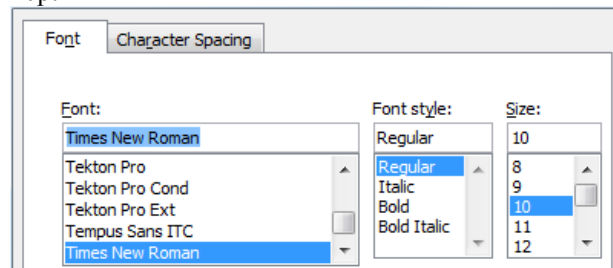 Font
Character Spacing
Font:
Font style:
Size:
Times New Roman
Regular
10
Tekton Pro
Tekton Pro Cond
Tekton Pro Ext
Tempus Sans ITC
Times New Roman
Regular
Italic
Bold
Bold Italic
8
9
10
11
12